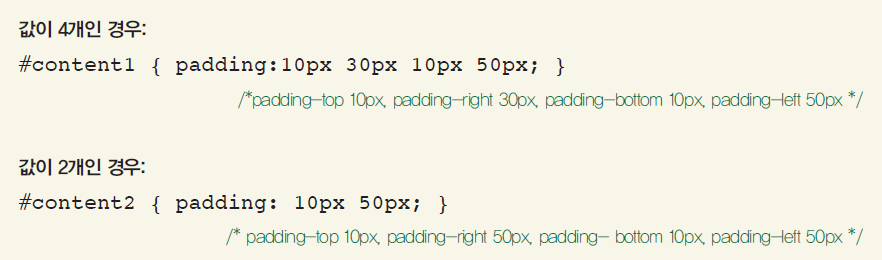 값이 4개인 경우:
#content1 { padding:10px 30px 10px 50px; }
/*padding-top 10px, padding-right 30px, padding-bottom 10px, padding-left 50px */
값이 2개인 경우:
#content2 { padding: 10px 50px; }
/* padding-top 10px, padding-right 50px, padding- bottom 10px, padding-left 50px */